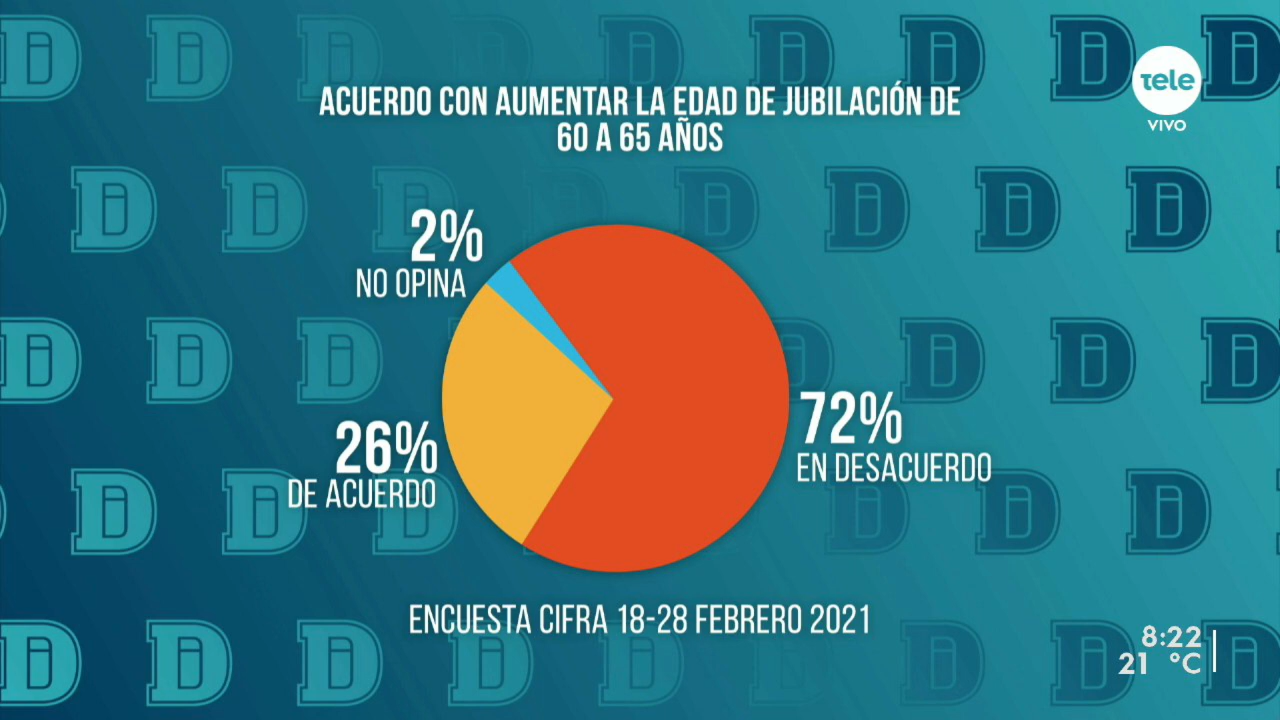 ACUERDO CON AUMENTAR LA EDAD DE JUBILACIÓN DE
60 A 65 AÑOS
tele
VIVO
2%
NO OPINA
26%
DE ACUERDO
72%
EN DESACUERDO
ENCUESTA CIFRA 18-28 FEBRERO 2021
8:22
21 °C